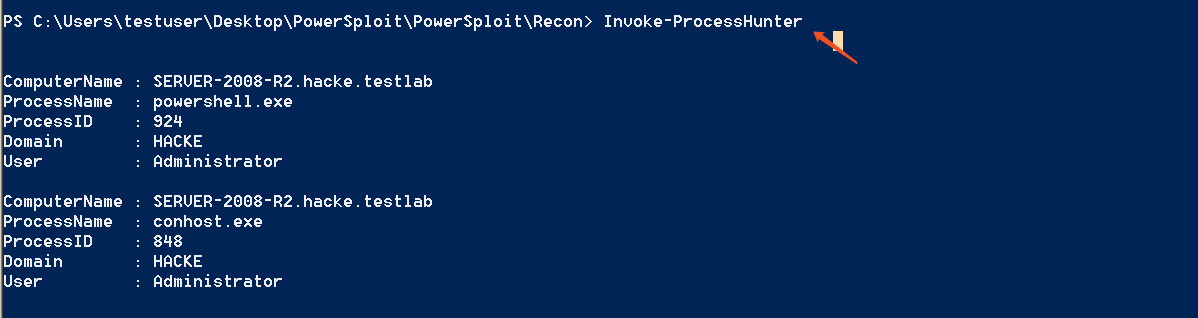 PS C:\Users\testuser\Desktop\PowerSploit\PowerSploit\Recon> Invoke-ProcessHunter
ComputerName : SERVER-2008-R2.hacke.testlab
ProcessName : powershell.exe
ProcessID : 924
Domain : HACKE
User : Administrator
ComputerName : SERVER-2008-R2.hacke.testlab
ProcessName : conhost.exe
ProcessID : 848
Domain : HACKE
User : Administrator